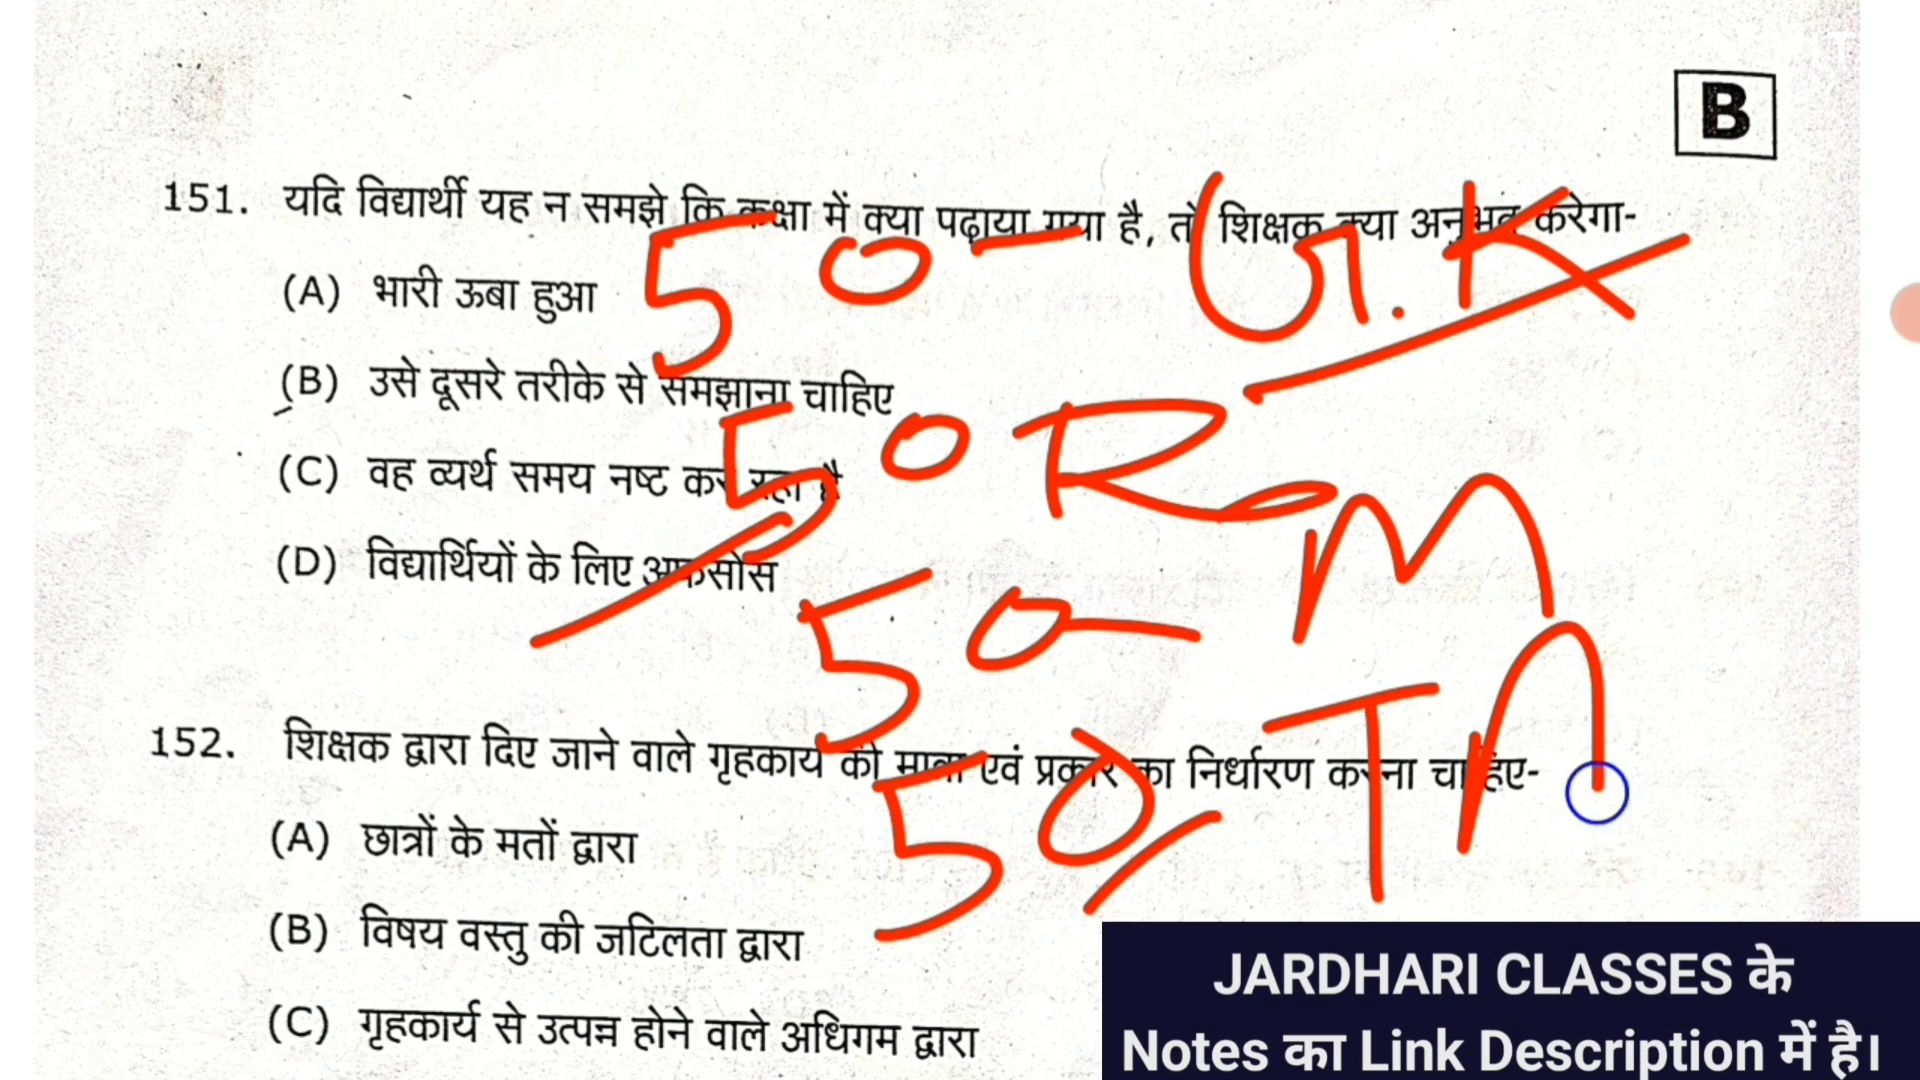 B
151. यदि विद्यार्थी यह न समझे कि कक्षा में क्या पढ़ाया गया है, तो शिक्षक क्या अनुभव करेगा-
(A) भारी ऊबा हुआ
(B) उसे दूसरे तरीके से समझाना चाहिए
(C) वह व्यर्थ समय नष्ट कर रहा है
(D) विद्यार्थियों के लिए अफसोस
50 - G.K
50 R
50 - M
50, T
152. शिक्षक द्वारा दिए जाने वाले गृहकार्य की मात्रा एवं प्रकार का निर्धारण करना चाहिए-
(A) छात्रों के मतों द्वारा
(B) विषय वस्तु की जटिलता द्वारा
(C) गृहकार्य से उत्पन्न होने वाले अधिगम द्वारा
JARDHARI CLASSES के
Notes का Link Description में है।